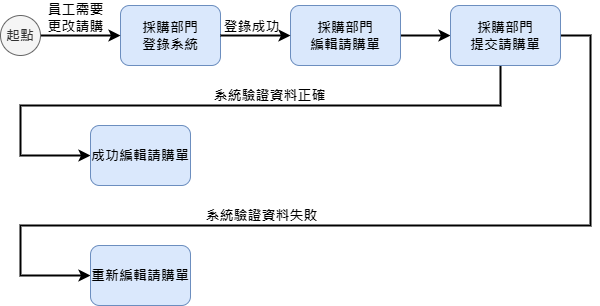 起點
員工需要
更改請購
採購部門
登錄系統
登錄成功
採購部門
編輯請購單
採購部門
提交請購單
系統驗證資料正確
成功編輯請購單
系統驗證資料失敗
重新編輯請購單